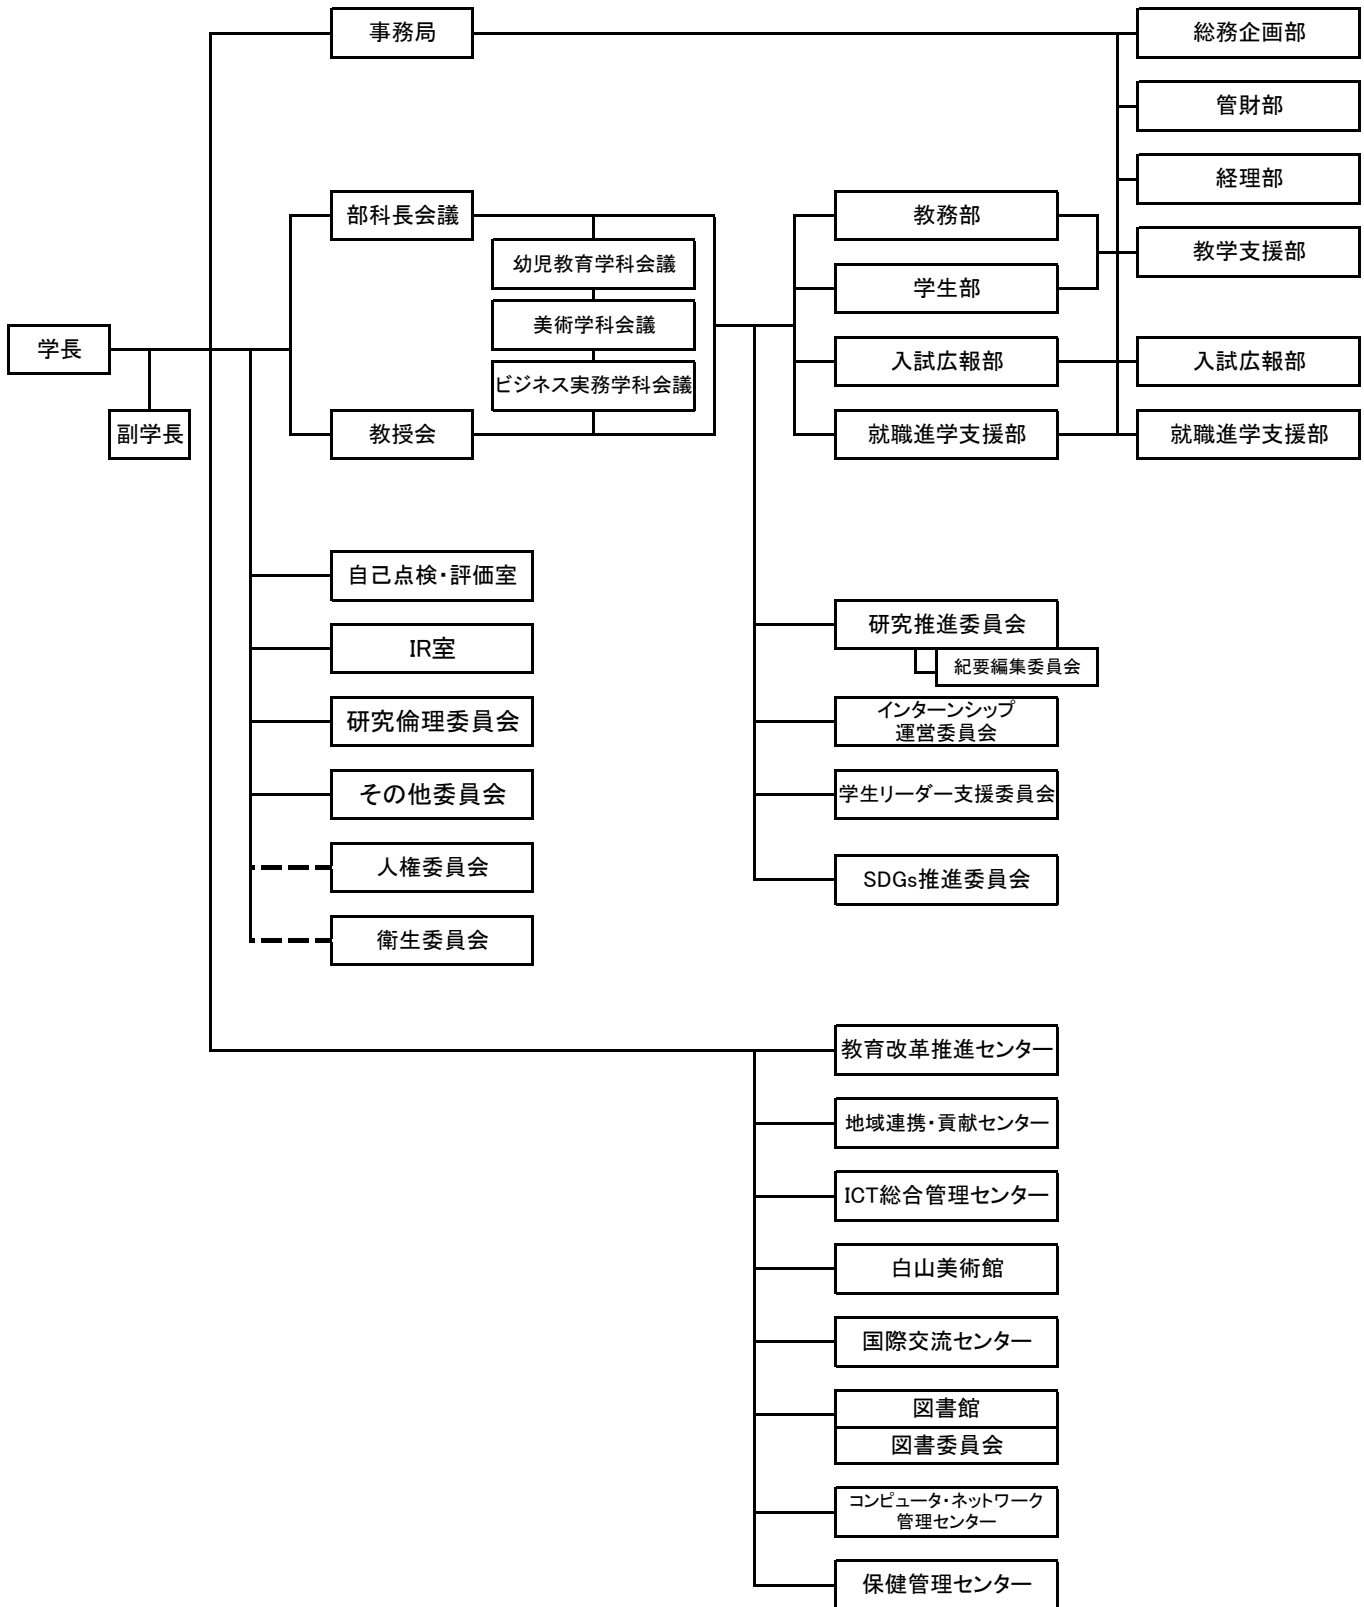 事務局
総務企画部
管財部
経理部
部科長会議
教務部
幼児教育学科会議
教学支援部
学生部
美術学科会議
学長
入試広報部
入試広報部
ビジネス実務学科会議
副学長
教授会
就職進学支援部
就職進学支援部
自己点検・評価室
研究推進委員会
IR室
紀要編集委員会
研究倫理委員会
インターンシップ
運営委員会
その他委員会
学生リーダー支援委員会
人権委員会
SDGs推進委員会
衛生委員会
教育改革推進センター
地域連携・貢献センター
ICT総合管理センター
白山美術館
国際交流センター
図書館
図書委員会
コンピュータ・ネットワーク
管理センター
保健管理センター